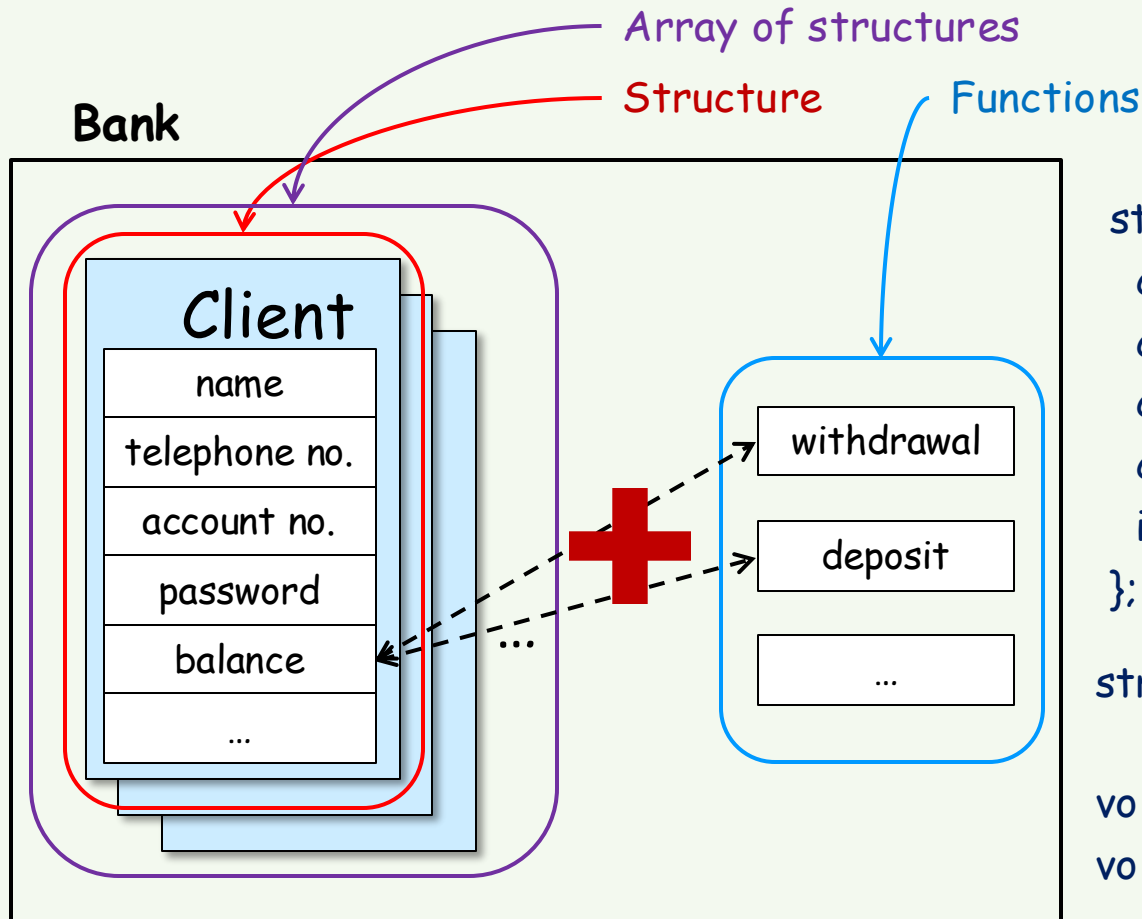 Array of structures
Structure
Functions
Bank
Client
name
telephone no.
account no.
password
balance
...
...
withdrawal
deposit
...
};